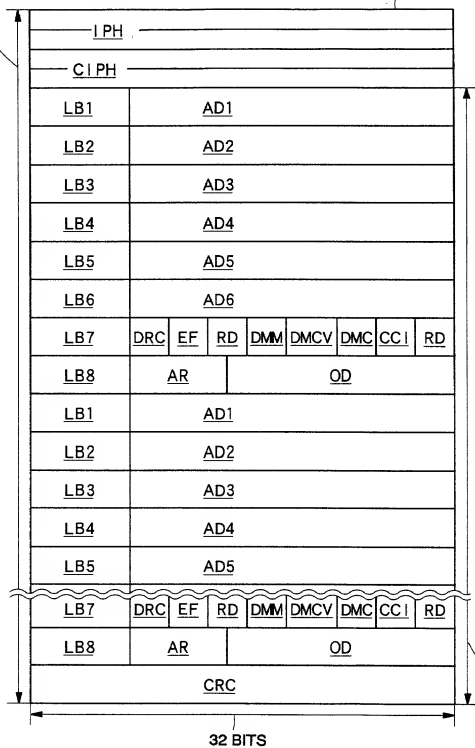 IPH
CIPH
LB1 AD1
LB2 AD2
LB3 AD3
LB4 AD4
LB5 AD5
LB6 AD6
LB7 DRC EF RD DMM DMCV DMC CCI RD
LB8 AR OD
LB1 AD1
LB2 AD2
LB3 AD3
LB4 AD4
LB5 AD5
LB7 DRC EF RD DMM DMCV DMC CCI RD
LB8 AR OD
CRC
32 BITS